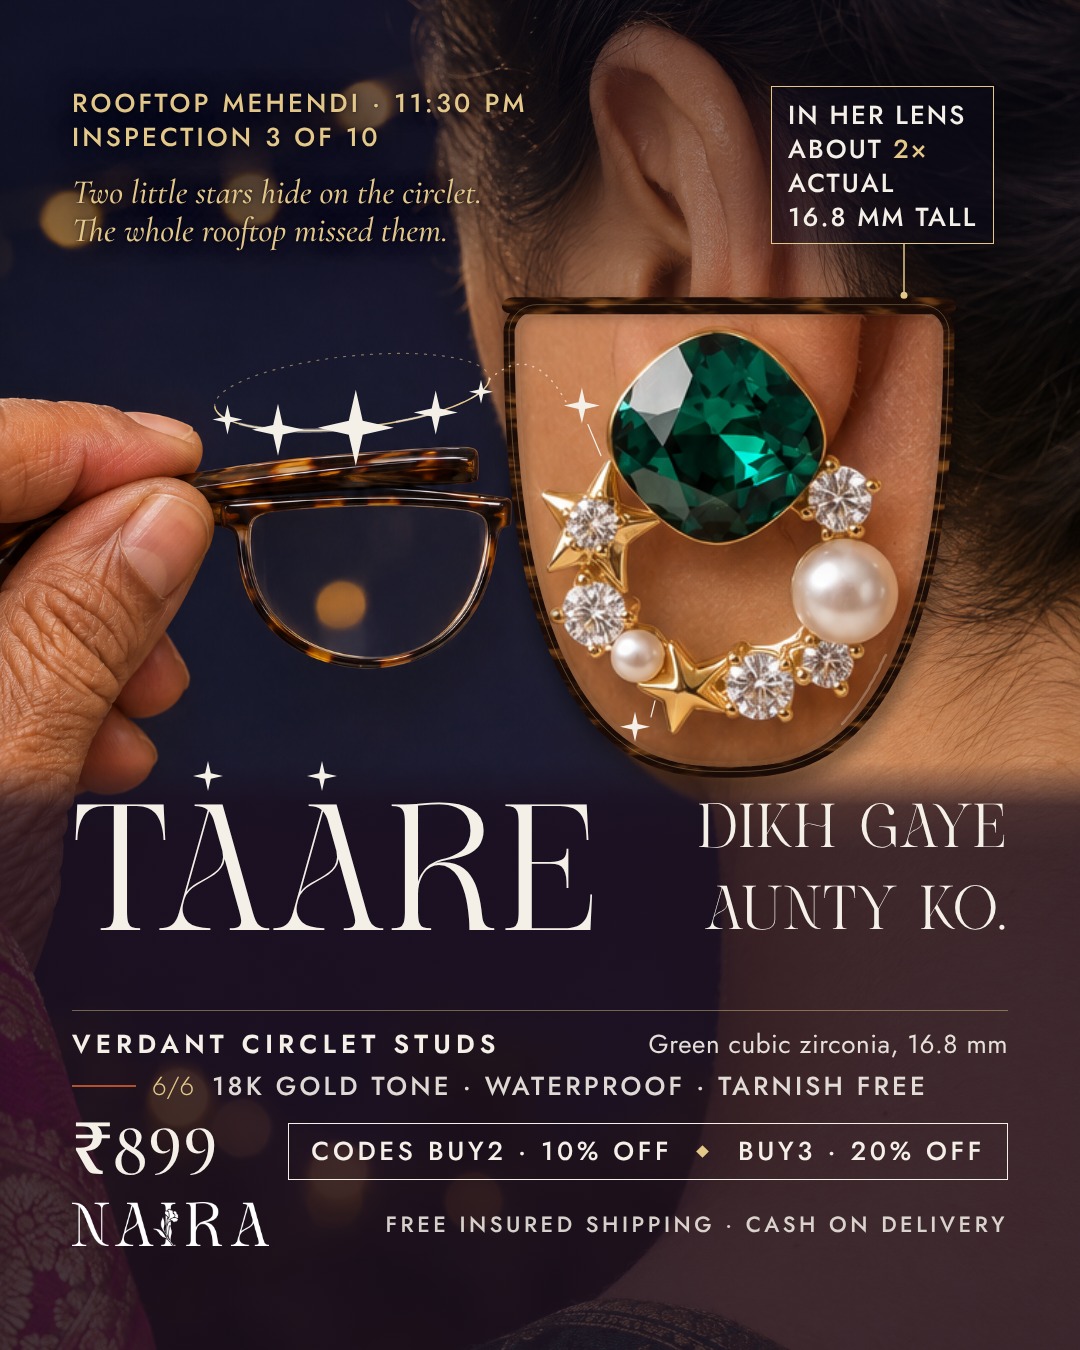 ROOFTOP MEHENDI · 11:30 PM
INSPECTION 3 OF 10
Two little stars hide on the circlet.
The whole rooftop missed them.
IN HER LENS
ABOUT 2×
ACTUAL
16.8 MM TALL
TAARE
DIKH GAYE
AUNTY KO.
VERDANT CIRCLET STUDS
Green cubic zirconia, 16.8 mm
6/6 18K GOLD TONE · WATERPROOF · TARNISH FREE
₹899
CODES BUY2 · 10% OFF ◆ BUY3 · 20% OFF
NAIRA
FREE INSURED SHIPPING · CASH ON DELIVERY